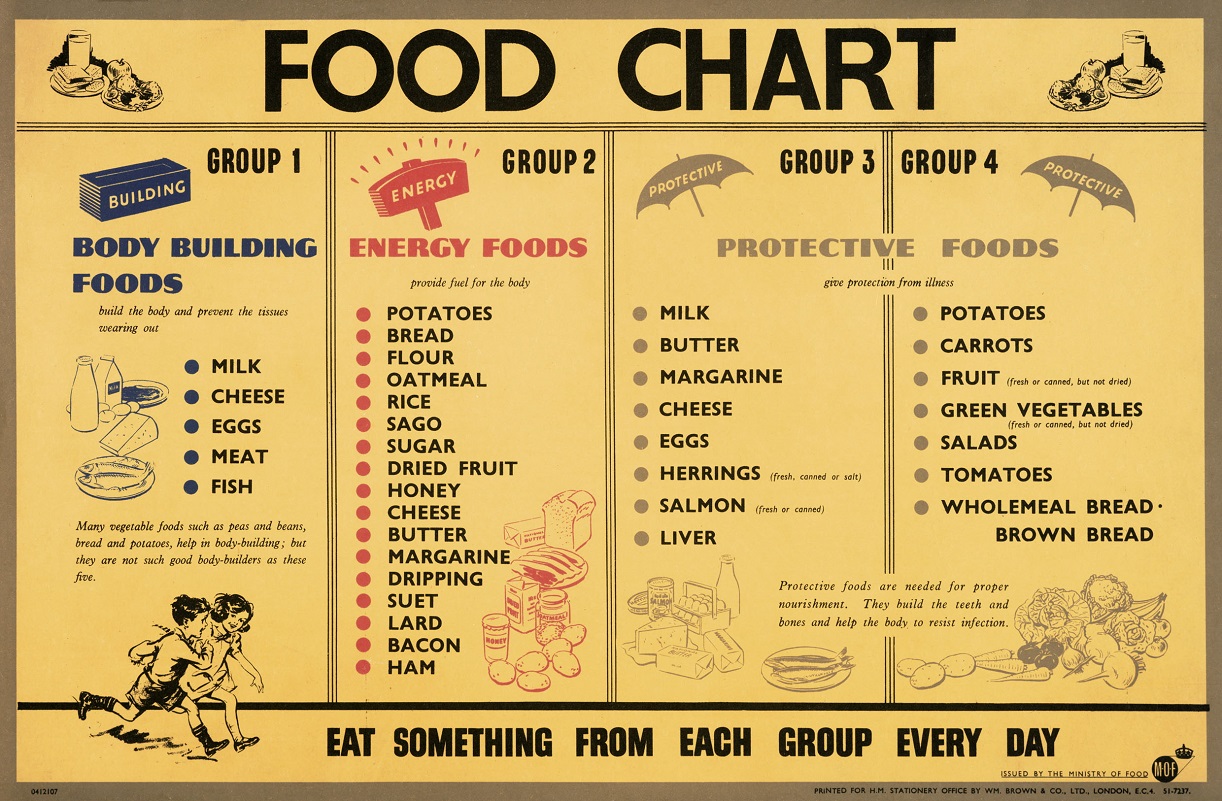 FOOD CHART
BUILDING
GROUP 1
BODY BUILDING
FOODS
build the body and prevent the tissues
wearing out
MILK
CHEESE
EGGS
MEAT
FISH
Many vegetable foods such as peas and beans,
bread and potatoes, help in body-building; but
they are not such good body-builders as these
five.
ENERGY
GROUP 2
ENERGY FOODS
provide fuel for the body
POTATOES
BREAD
FLOUR
OATMEAL
RICE
SAGO
SUGAR
DRIED FRUIT
HONEY
CHEESE
BUTTER
MARGARINE
DRIPPING
SUET
LARD
BACON
HAM
BUTTER
OATMEAL
HONEY
PROTECTIVE
GROUP 3
GROUP 4
PROTECTIVE
PROTECTIVE FOODS
give protection from illness
MILK
BUTTER
MARGARINE
CHEESE
EGGS
HERRINGS (fresh, canned or salt)
SALMON (fresh or canned)
LIVER
SALMON
POTATOES
CARROTS
FRUIT (fresh or canned, but not dried)
GREEN VEGETABLES
(fresh or canned, but not dried)
SALADS
TOMATOES
WHOLEMEAL BREAD·
BROWN BREAD
Protective foods are needed for proper
nourishment. They build the teeth and
bones and help the body to resist infection.
EAT SOMETHING FROM EACH GROUP EVERY DAY
ISSUED BY THE MINISTRY OF FOOD
M·O·F
0412107
PRINTED FOR H.M. STATIONERY OFFICE BY WM. BROWN & CO., LTD., LONDON, E.C.4. 51-7237.